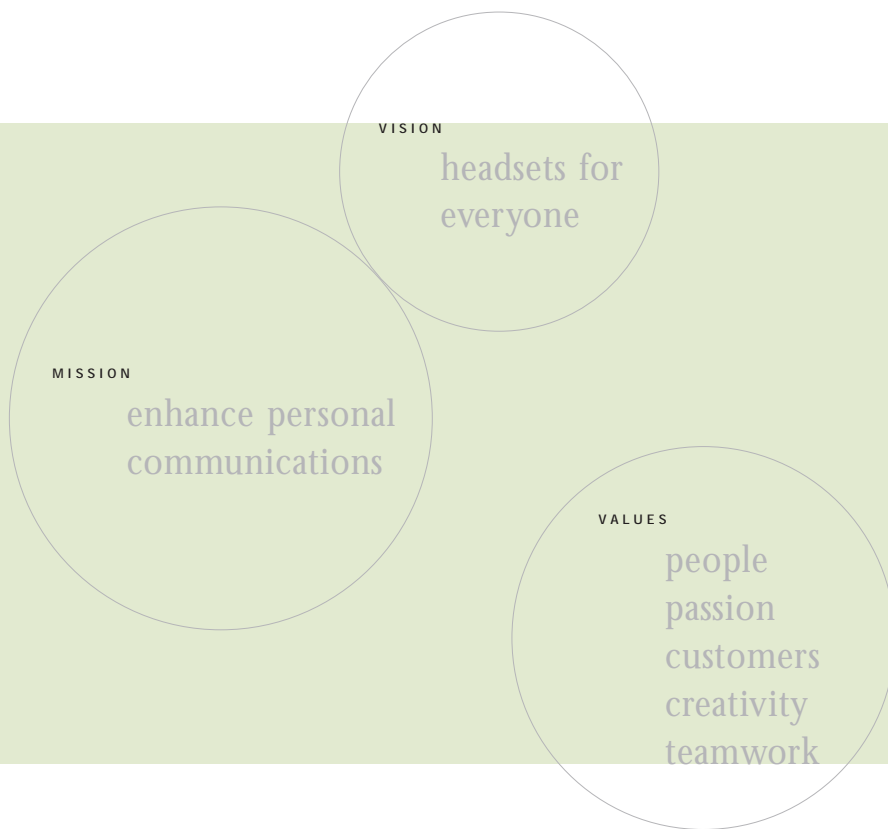 VISION
headsets for
everyone
MISSION
enhance personal
communications
VALUES
people
passion
customers
creativity
teamwork